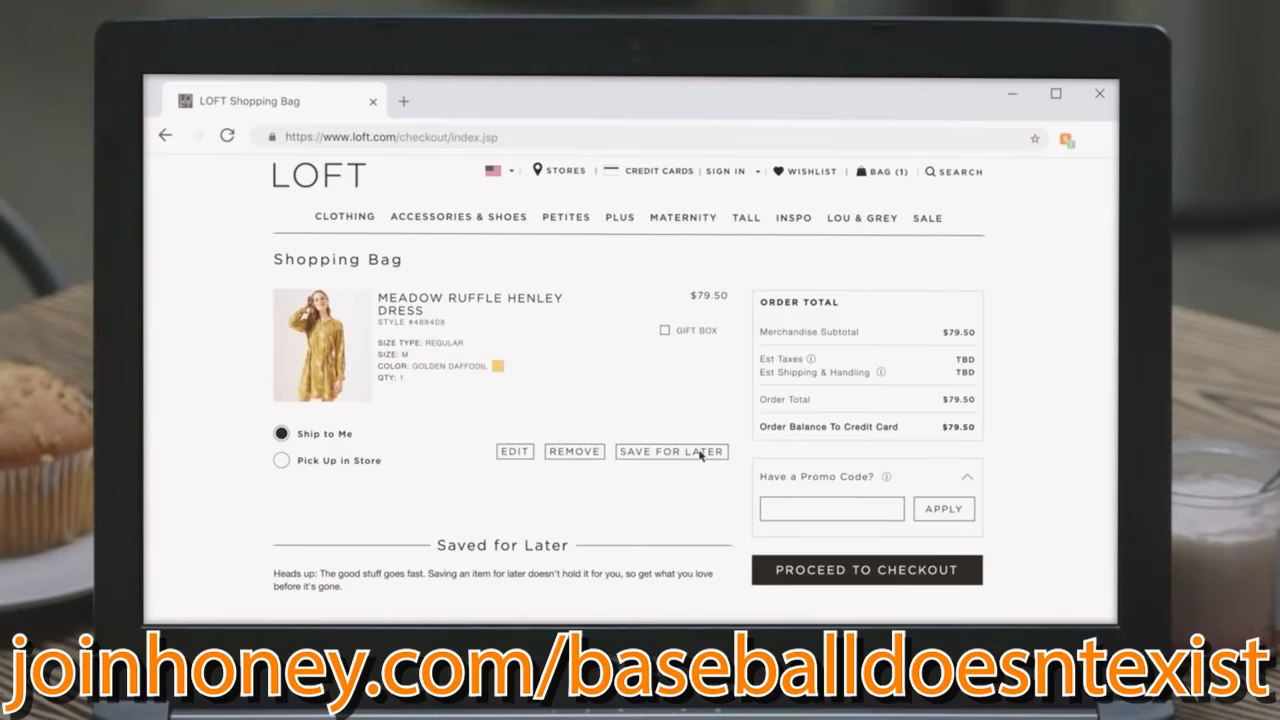 LOFT Shopping Bag
https://www.loft.com/checkout/index.jsp
LOFT
STORES | CREDIT CARDS | SIGN IN | WISHLIST | BAG (1) | SEARCH
CLOTHING ACCESSORIES & SHOES PETITES PLUS MATERNITY TALL INSPO LOU & GREY SALE
Shopping Bag
MEADOW RUFFLE HENLEY
DRESS
STYLE #488408
SIZE TYPE: REGULAR
SIZE: M
COLOR: GOLDEN DAFFODIL
QTY: 1
$79.50
GIFT BOX
Ship to Me
Pick Up in Store
EDIT REMOVE SAVE FOR LATER
ORDER TOTAL
Merchandise Subtotal $79.50
Est Taxes TBD
Est Shipping & Handling TBD
Order Total $79.50
Order Balance To Credit Card $79.50
Have a Promo Code?
APPLY
PROCEED TO CHECKOUT
Saved for Later
Heads up: The good stuff goes fast. Saving an item for later doesn't hold it for you, so get what you love
before it's gone.
joinhoney.com/baseballdoesntexist